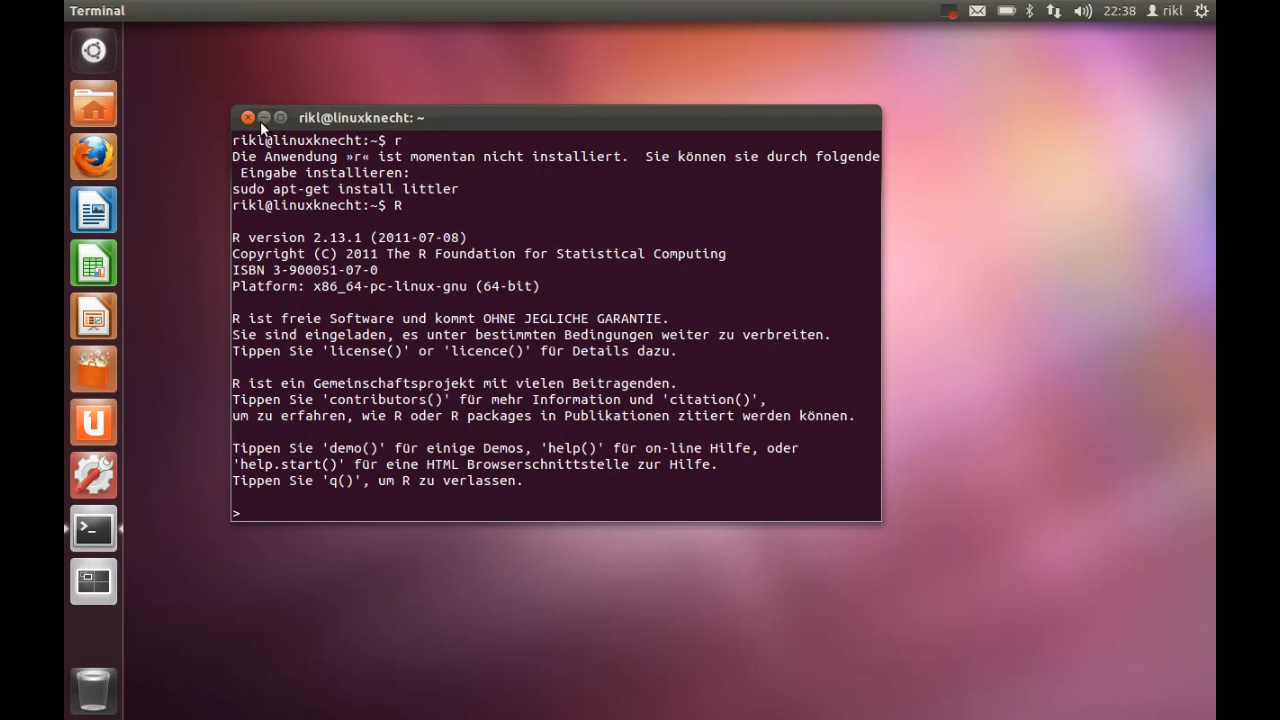 Terminal
22:38
rikl
rikl@linuxknecht: ~
rikl@linuxknecht:~$ r
Die Anwendung »r« ist momentan nicht installiert.  Sie können sie durch folgende
 Eingabe installieren:
sudo apt-get install littler
rikl@linuxknecht:~$ R
R version 2.13.1 (2011-07-08)
Copyright (C) 2011 The R Foundation for Statistical Computing
ISBN 3-900051-07-0
Platform: x86_64-pc-linux-gnu (64-bit)
R ist freie Software und kommt OHNE JEGLICHE GARANTIE.
Sie sind eingeladen, es unter bestimmten Bedingungen weiter zu verbreiten.
Tippen Sie 'license()' or 'licence()' für Details dazu.
R ist ein Gemeinschaftsprojekt mit vielen Beitragenden.
Tippen Sie 'contributors()' für mehr Information und 'citation()',
um zu erfahren, wie R oder R packages in Publikationen zitiert werden können.
Tippen Sie 'demo()' für einige Demos, 'help()' für on-line Hilfe, oder
'help.start()' für eine HTML Browserschnittstelle zur Hilfe.
Tippen Sie 'q()', um R zu verlassen.
>